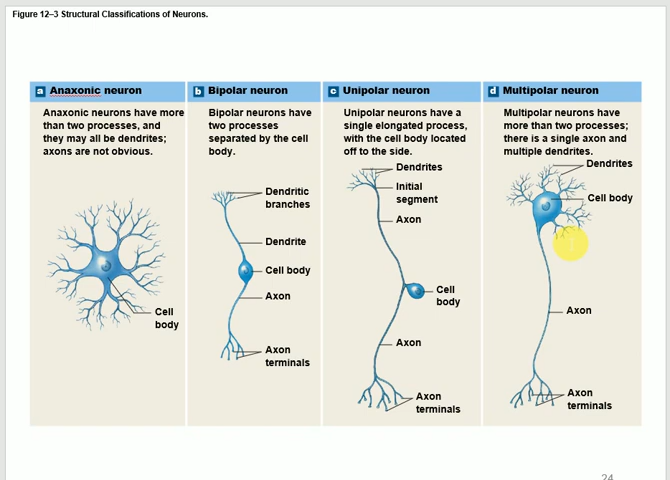 Figure 12–3 Structural Classifications of Neurons.
a Anaxonic neuron
Anaxonic neurons have more
than two processes, and
they may all be dendrites;
axons are not obvious.
Cell
body
b Bipolar neuron
Bipolar neurons have
two processes
separated by the cell
body.
Dendritic
branches
Dendrite
Cell body
Axon
Axon
terminals
c Unipolar neuron
Unipolar neurons have a
single elongated process,
with the cell body located
off to the side.
Dendrites
Initial
segment
Axon
Cell
body
Axon
Axon
terminals
d Multipolar neuron
Multipolar neurons have
more than two processes;
there is a single axon and
multiple dendrites.
Dendrites
Cell body
Axon
Axon
terminals
24